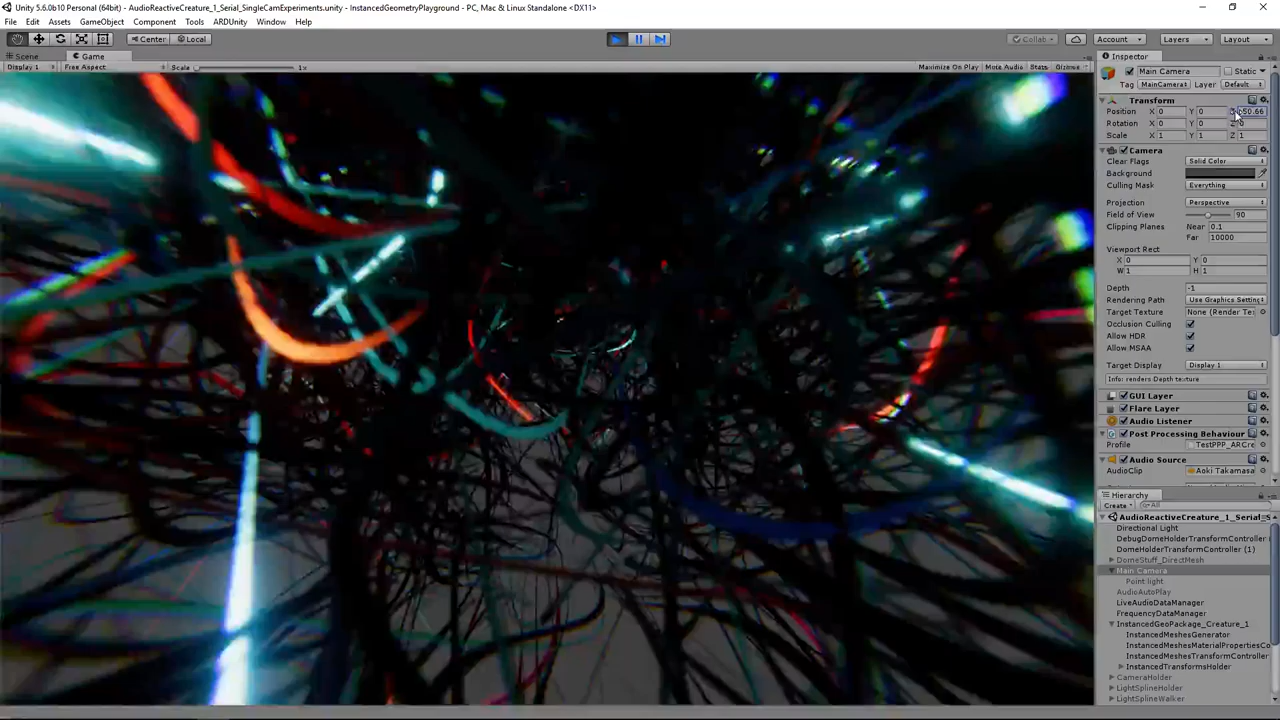 Unity 5.6.0b10 Personal (64bit) - AudioReactiveCreature_1_Serial_SingleCamExperiments.unity - InstancedGeometryPlayground - PC, Mac & Linux Standalone <DX11>
File Edit Assets GameObject Component Tools ARDUnity Window Help
Center Local Collab Account Layers Layout
Scene Game Inspector
Display 1 Free Aspect Scale 1x Maximize On Play Mute Audio Stats Gizmos
Main Camera Static
Tag MainCamera Layer Default
Transform
Position X 0 Y 0 50.66
Rotation X 0 Y 0 Z 0
Scale X 1 Y 1 Z 1
Camera
Clear Flags Solid Color
Background
Culling Mask Everything
Projection Perspective
Field of View 90
Clipping Planes Near 0.1
Far 10000
Viewport Rect
X 0 Y 0
W 1 H 1
Depth -1
Rendering Path Use Graphics Setting
Target Texture None (Render Te
Occlusion Culling
Allow HDR
Allow MSAA
Target Display Display 1
Info: renders Depth texture
GUI Layer
Flare Layer
Audio Listener
Post Processing Behaviour
Profile TestPPP_ARCre
Audio Source
AudioClip Aoki Takamasa
Hierarchy
Create All
AudioReactiveCreature_1_Serial_S
Directional Light
DebugDomeHolderTransformController (
DomeHolderTransformController (1)
DomeStuff_DirectMesh
Main Camera
Point light
AudioAutoPlay
LiveAudioDataManager
FrequencyDataManager
InstancedGeoPackage_Creature_1
InstancedMeshesGenerator
InstancedMeshesMaterialPropertiesCo
InstancedMeshesTransformController
InstancedTransformsHolder
CameraHolder
LightSplineHolder
LightSplineWalker